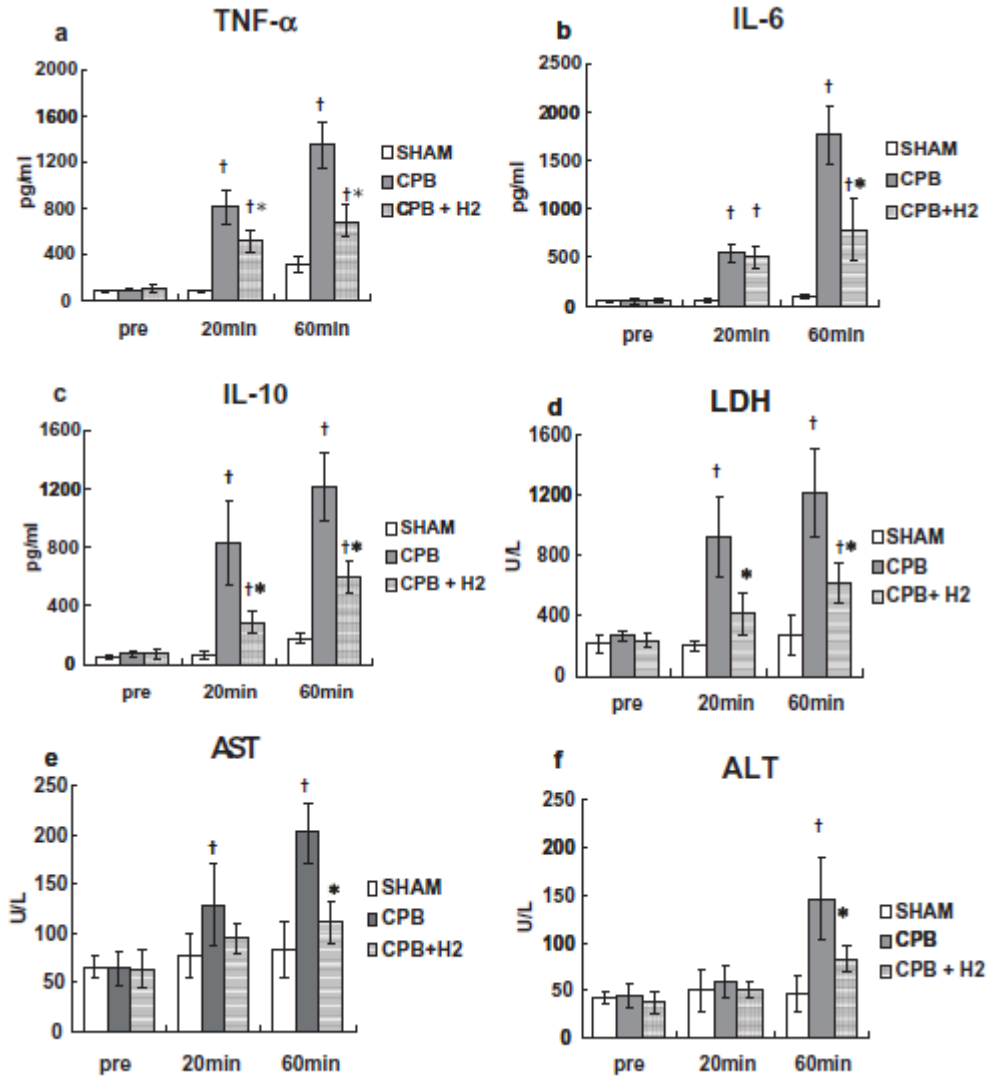 a TNF-α
2000
1600
1200
800
400
0
pg/ml
† †* † †*
SHAM
CPB
CPB + H2
pre 20min 60min
b IL-6
2500
2000
1500
1000
500
0
pg/ml
† † † †*
SHAM
CPB
CPB+H2
pre 20min 60min
c IL-10
1600
1200
800
400
0
pg/ml
† †* † †*
SHAM
CPB
CPB + H2
pre 20min 60min
d LDH
1600
1200
800
400
0
U/L
† * † †*
SHAM
CPB
CPB+ H2
pre 20min 60min
e AST
250
200
150
100
50
0
U/L
† † *
SHAM
CPB
CPB+H2
pre 20min 60min
f ALT
250
200
150
100
50
0
U/L
† *
SHAM
CPB
CPB + H2
pre 20min 60min